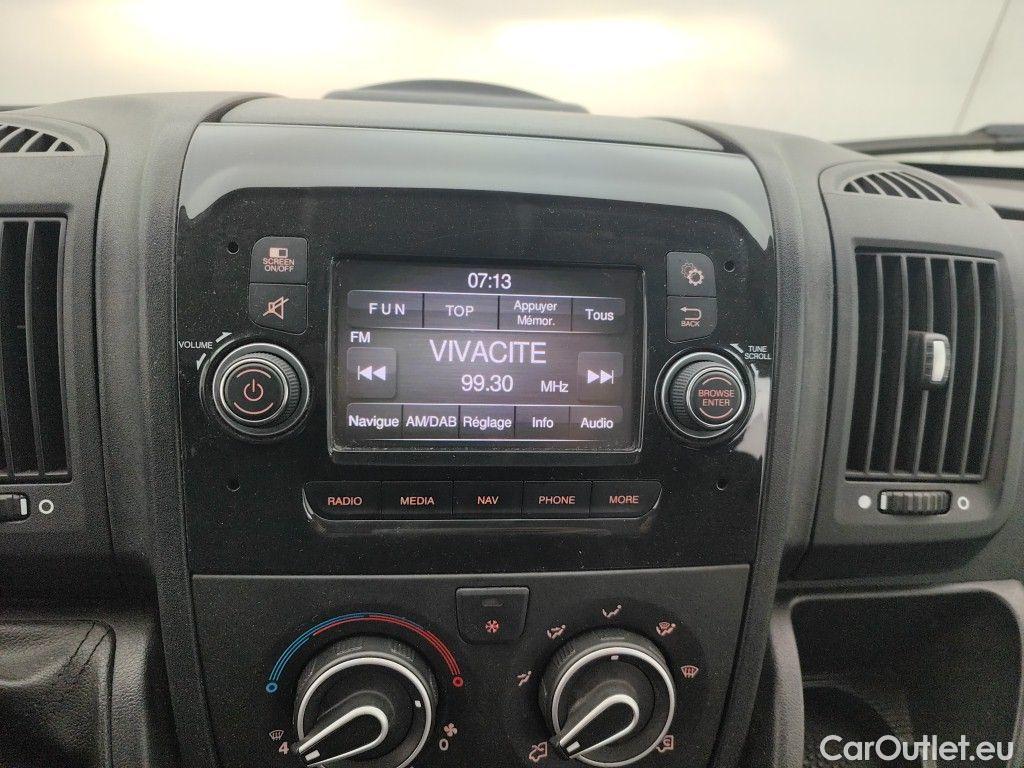 SCREEN
ON/OFF
07:13
FUN TOP Appuyer Mémor. Tous
FM
VIVACITE
99.30 MHz
Navigue AM/DAB Réglage Info Audio
BACK
VOLUME
TUNE
SCROLL
BROWSE
ENTER
RADIO MEDIA NAV PHONE MORE
4 0
CarOutlet.eu